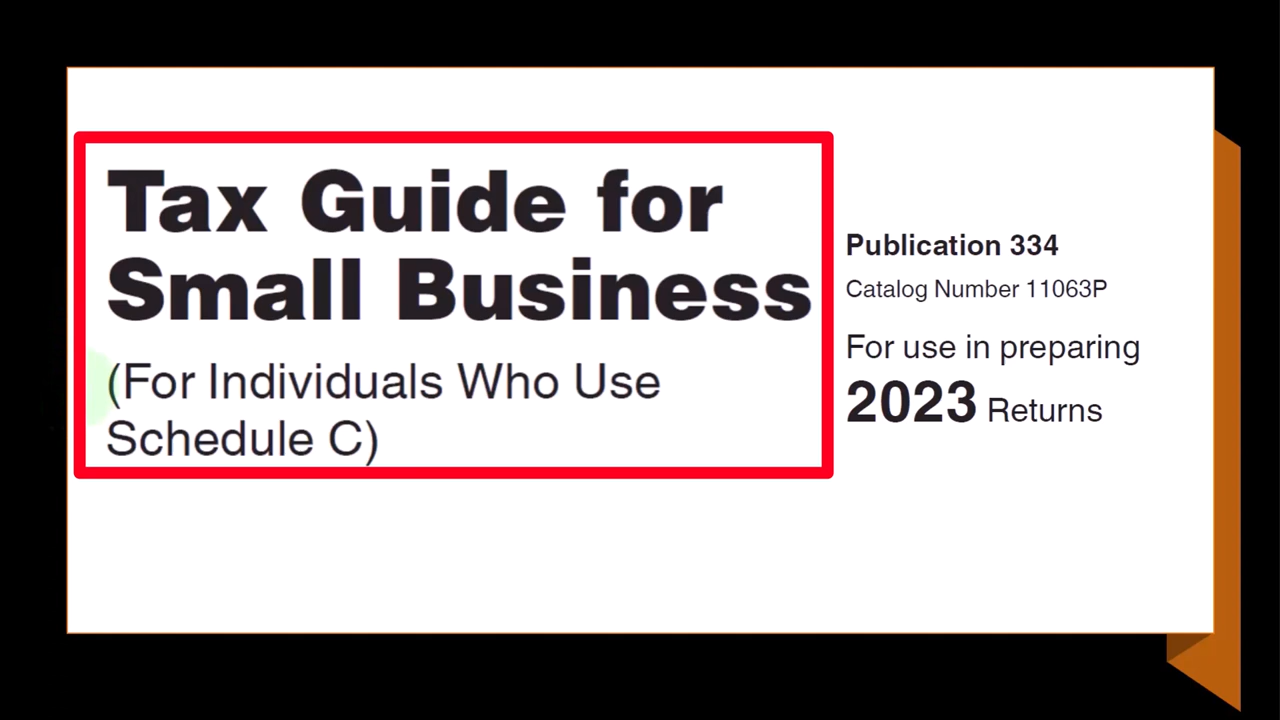 Tax Guide for
Small Business
(For Individuals Who Use
Schedule C)
Publication 334
Catalog Number 11063P
For use in preparing
2023 Returns